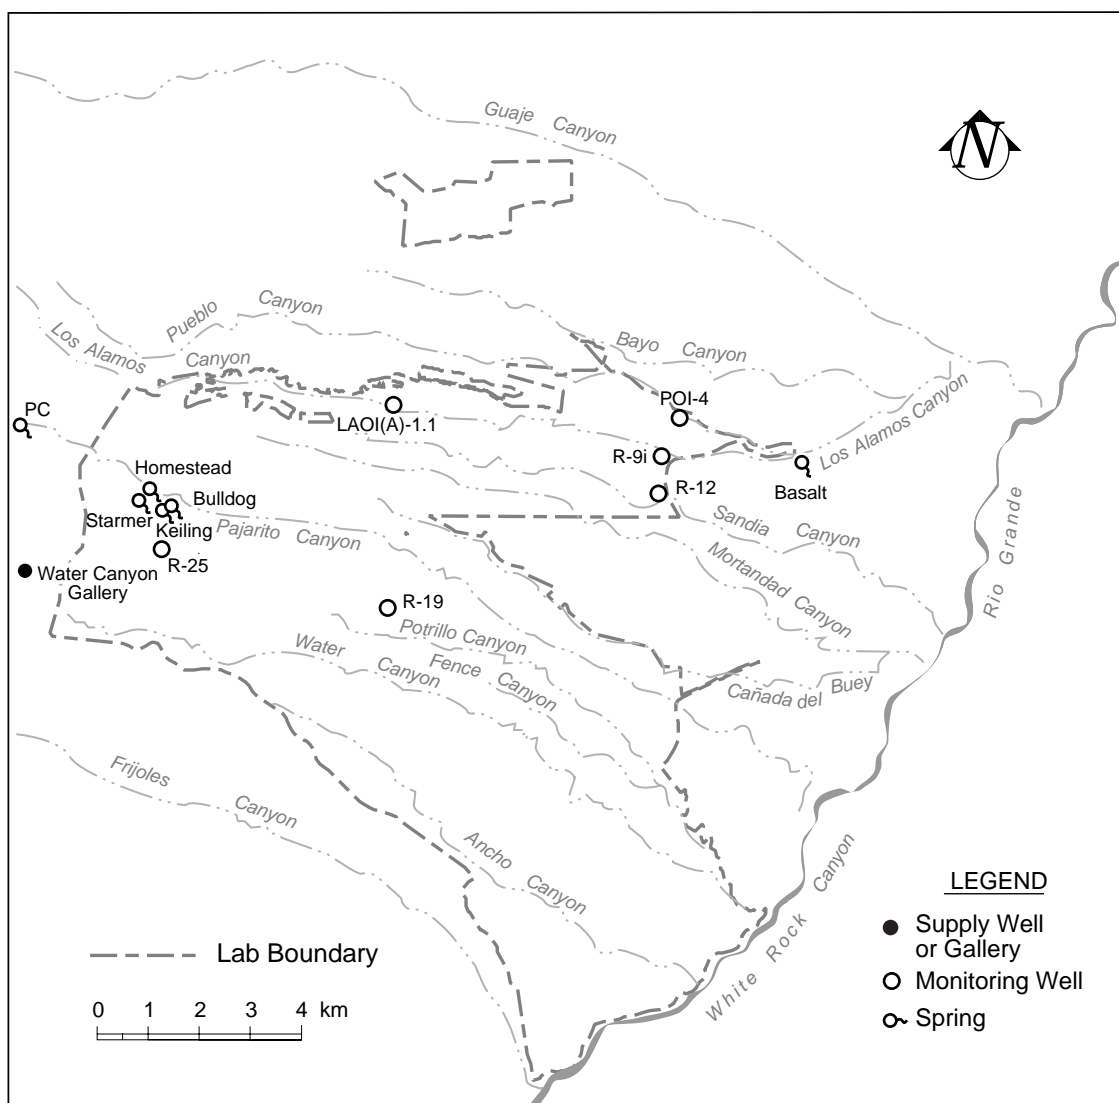 Guaje Canyon
N
Pueblo Canyon
Los Alamos Canyon
Bayo Canyon
POI-4
PC
LAOI(A)-1.1
Los Alamos Canyon
R-9i
Homestead
Basalt
R-12
Bulldog
Starmer
Keiling
Pajarito Canyon
Sandia Canyon
Rio Grande
R-25
Mortandad Canyon
Water Canyon
Gallery
R-19
Potrillo Canyon
Water Canyon
Fence Canyon
Cañada del Buey
Frijoles Canyon
Ancho Canyon
White Rock Canyon
LEGEND
Supply Well
or Gallery
Monitoring Well
Spring
Lab Boundary
0 1 2 3 4 km